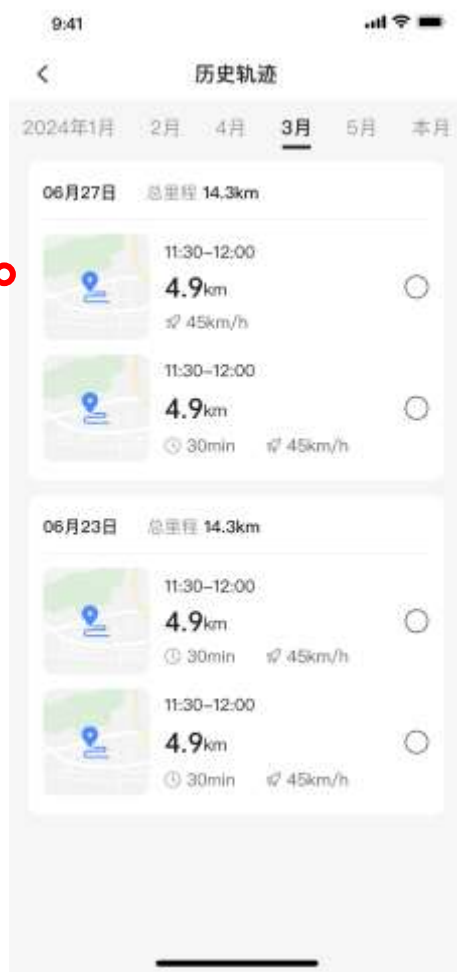 9:41
历史轨迹
2024年1月 2月 4月 3月 5月 本月
06月27日 总里程 14.3km
11:30–12:00
4.9km
45km/h
11:30–12:00
4.9km
30min 45km/h
06月23日 总里程 14.3km
11:30–12:00
4.9km
30min 45km/h
11:30–12:00
4.9km
30min 45km/h